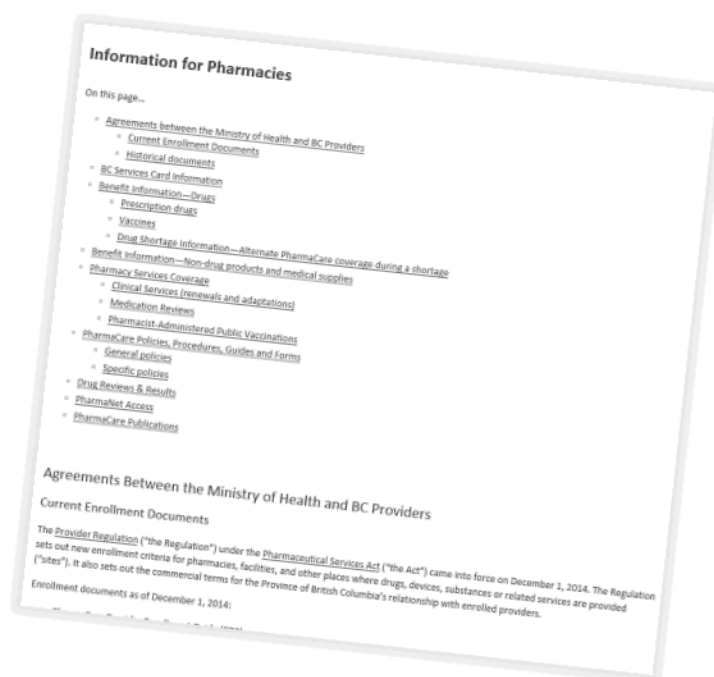 Information for Pharmacies
On this page...
Agreements between the Ministry of Health and BC Providers
Current Enrollment Documents
Historical documents
BC Services Card Information
Benefit Information—Drugs
Prescription drugs
Vaccines
Drug Shortage Information—Alternate PharmaCare coverage during a shortage
Benefit Information—Non-drug products and medical supplies
Pharmacy Services Coverage
Clinical Services (renewals and adaptations)
Medication Reviews
Pharmacist-Administered Public Vaccinations
PharmaCare Policies, Procedures, Guides and Forms
General policies
Specific policies
Drug Reviews & Results
PharmaNet Access
PharmaCare Publications
Agreements Between the Ministry of Health and BC Providers
Current Enrollment Documents
The Provider Regulation ("the Regulation") under the Pharmaceutical Services Act ("the Act") came into force on December 1, 2014. The Regulation
sets out new enrollment criteria for pharmacies, facilities, and other places where drugs, devices, substances or related services are provided
("sites"). It also sets out the commercial terms for the Province of British Columbia's relationship with enrolled providers.
Enrollment documents as of December 1, 2014: